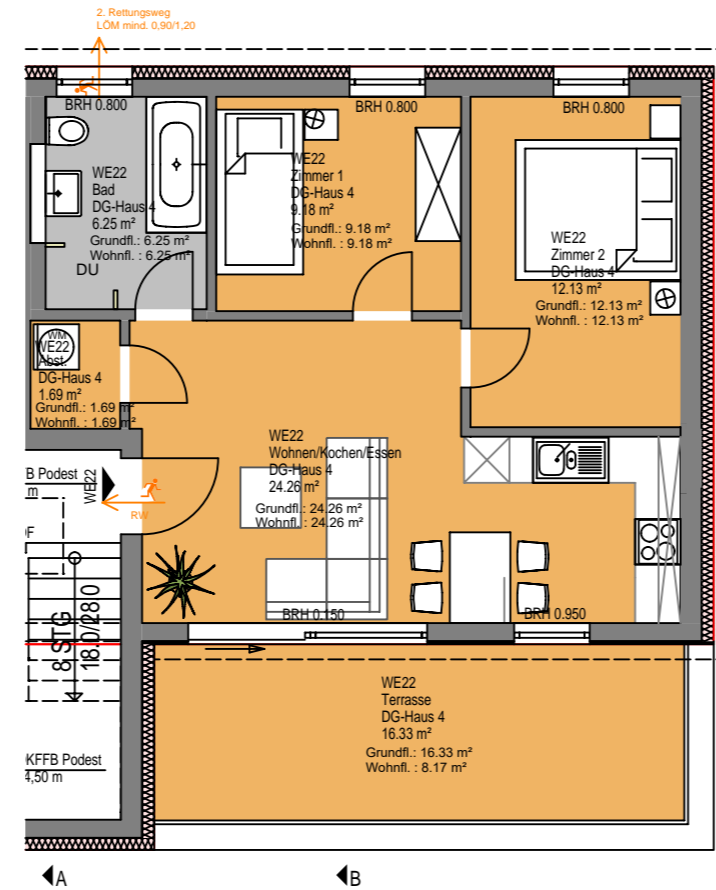 2. Rettungsweg
LÖM mind. 0,90/1,20
BRH 0.800
BRH 0.800
BRH 0.800
WE22
Bad
DG-Haus 4
6.25 m²
Grundfl.: 6.25 m²
Wohnfl. : 6.25 m²
DU
WE22
Zimmer 1
DG-Haus 4
9.18 m²
Grundfl.: 9.18 m²
Wohnfl. : 9.18 m²
WE22
Zimmer 2
DG-Haus 4
12.13 m²
Grundfl.: 12.13 m²
Wohnfl. : 12.13 m²
WM
WE22
Abst.
DG-Haus 4
1.69 m²
Grundfl.: 1.69 m²
Wohnfl. : 1.69 m²
WE22
Wohnen/Kochen/Essen
DG-Haus 4
24.26 m²
Grundfl.: 24.26 m²
Wohnfl. : 24.26 m²
B Podest
m
WE22
RW
8 STG
18.0/28.0
BRH 0.150
BRH 0.950
WE22
Terrasse
DG-Haus 4
16.33 m²
Grundfl.: 16.33 m²
Wohnfl. : 8.17 m²
KFFB Podest
4,50 m
A
B